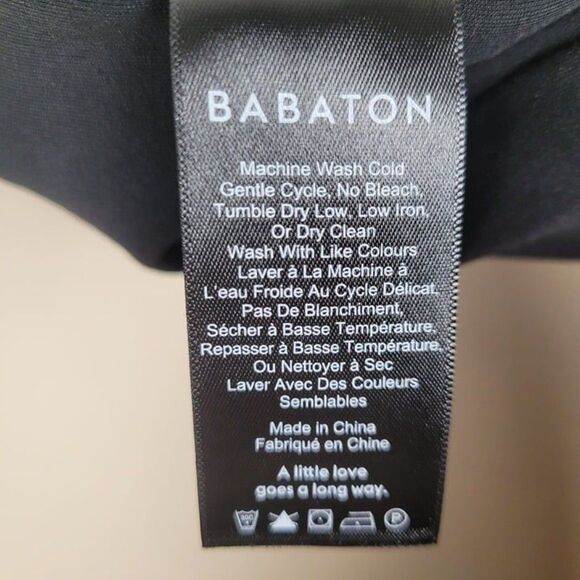 BABATON
Machine Wash Cold
Gentle Cycle. No Bleach.
Tumble Dry Low, Low Iron.
Or Dry Clean
Wash With Like Colours
Laver à La Machine à
L'eau Froide Au Cycle Délicat.
Pas De Blanchiment,
Sécher à Basse Température.
Repasser à Basse Température.
Ou Nettoyer à Sec
Laver Avec Des Couleurs
Semblables
Made in China
Fabriqué en Chine
A little love
goes a long way.